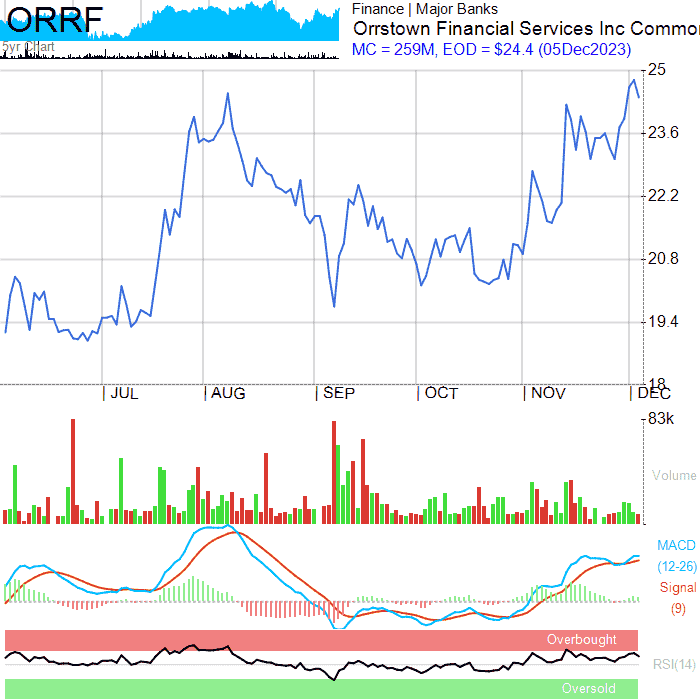 ORRF
5yr Chart
Finance | Major Banks
Orrstown Financial Services Inc Commo
MC = 259M, EOD = $24.4 (05Dec2023)
25
23.6
22.2
20.8
19.4
18
| JUL | AUG | SEP | OCT | NOV | DEC
83k
Volume
MACD
(12-26)
Signal
(9)
Overbought
RSI(14)
Oversold